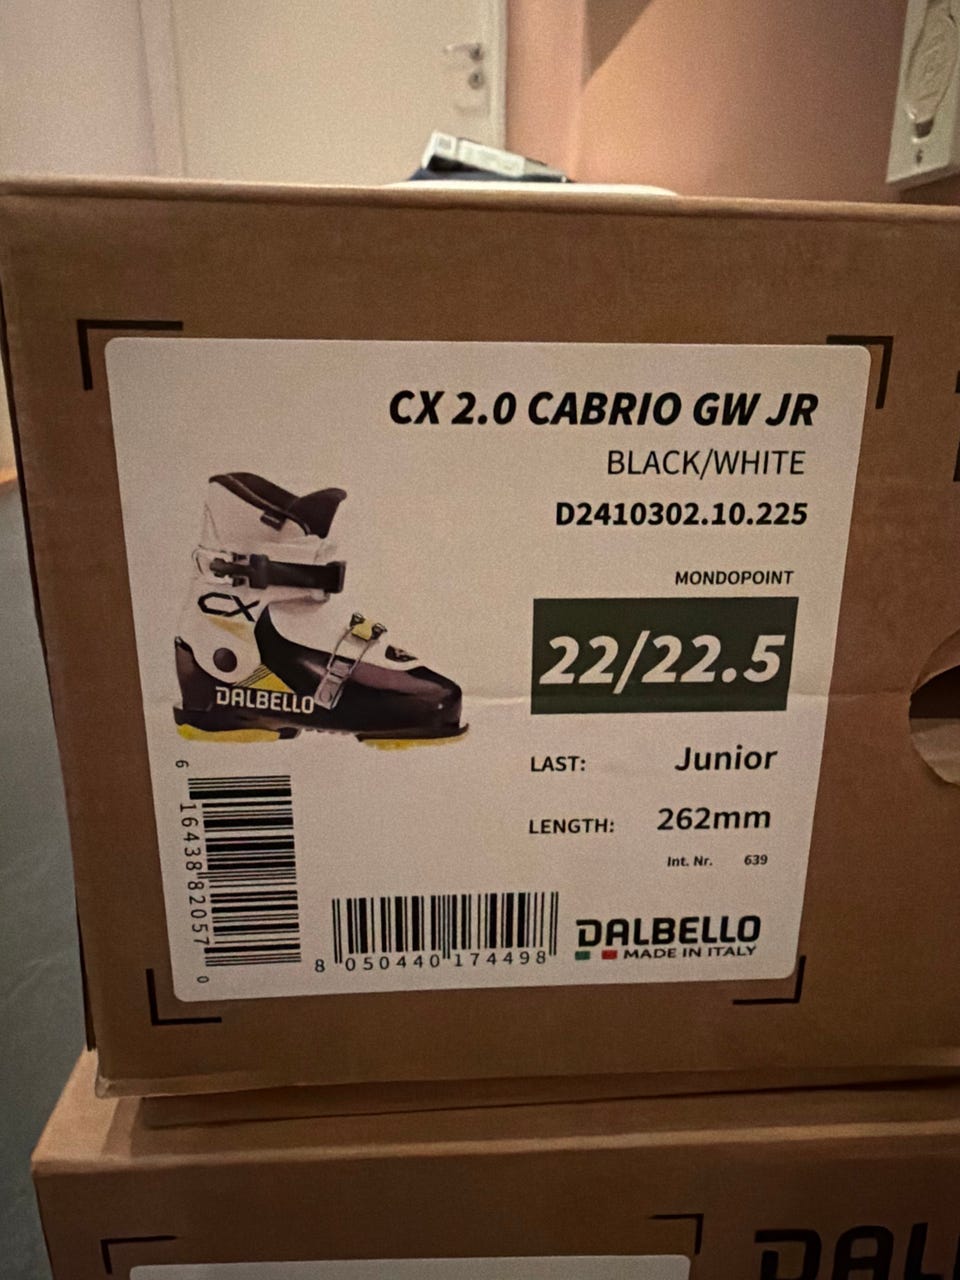 CX 2.0 CABRIO GW JR
BLACK/WHITE
D2410302.10.225
MONDOPOINT
22/22.5
CX
DALBELLO
LAST: Junior
LENGTH: 262mm
Int. Nr. 639
6 16438 82057 0
8 050440 174498
DALBELLO
MADE IN ITALY